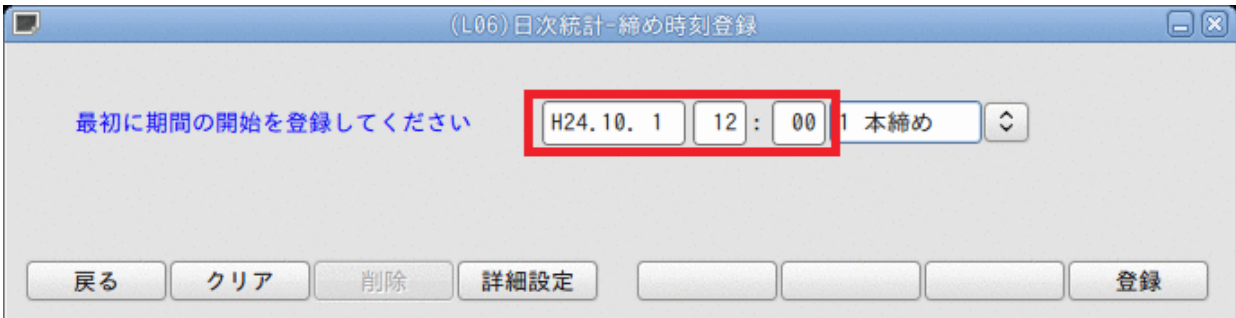 (L06)日次統計-締め時刻登録
最初に期間の開始を登録してください H24.10. 1 12 : 00 1 本締め
戻る クリア 削除 詳細設定 登録